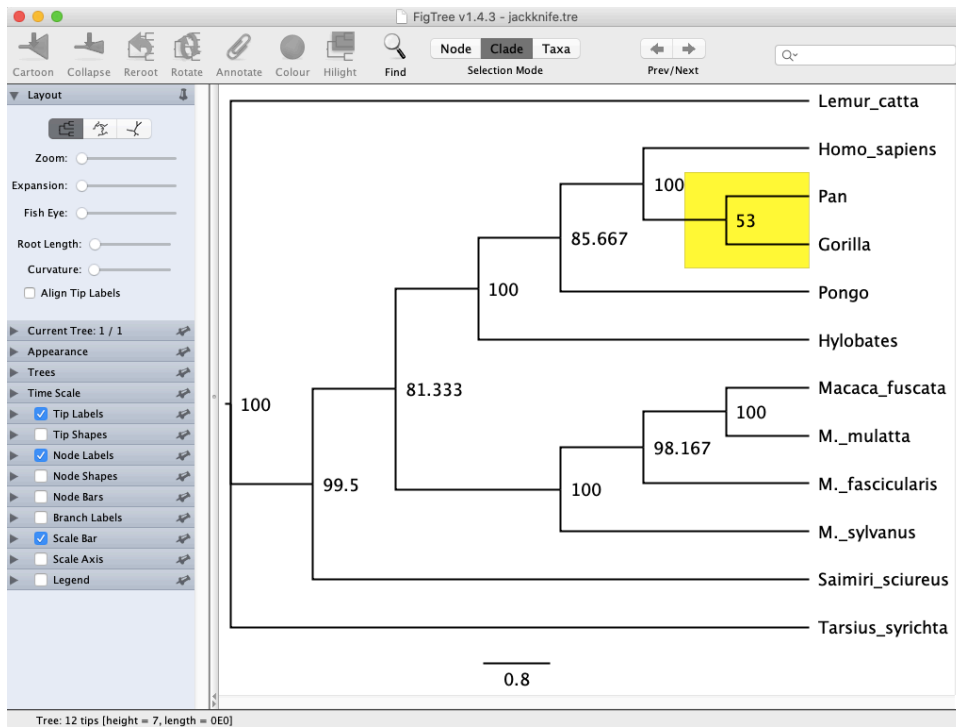 FigTree v1.4.3 - jackknife.tre
Cartoon Collapse Reroot Rotate Annotate Colour Hilight Find
Node Clade Taxa
Selection Mode
Prev/Next
Layout
Zoom:
Expansion:
Fish Eye:
Root Length:
Curvature:
Align Tip Labels
Current Tree: 1 / 1
Appearance
Trees
Time Scale
Tip Labels
Tip Shapes
Node Labels
Node Shapes
Node Bars
Branch Labels
Scale Bar
Scale Axis
Legend
Lemur_catta
Homo_sapiens
100
Pan
53
85.667
Gorilla
100
Pongo
Hylobates
81.333
Macaca_fuscata
100
100
M._mulatta
98.167
99.5
M._fascicularis
100
M._sylvanus
Saimiri_sciureus
Tarsius_syrichta
0.8
Tree: 12 tips [height = 7, length = 0E0]